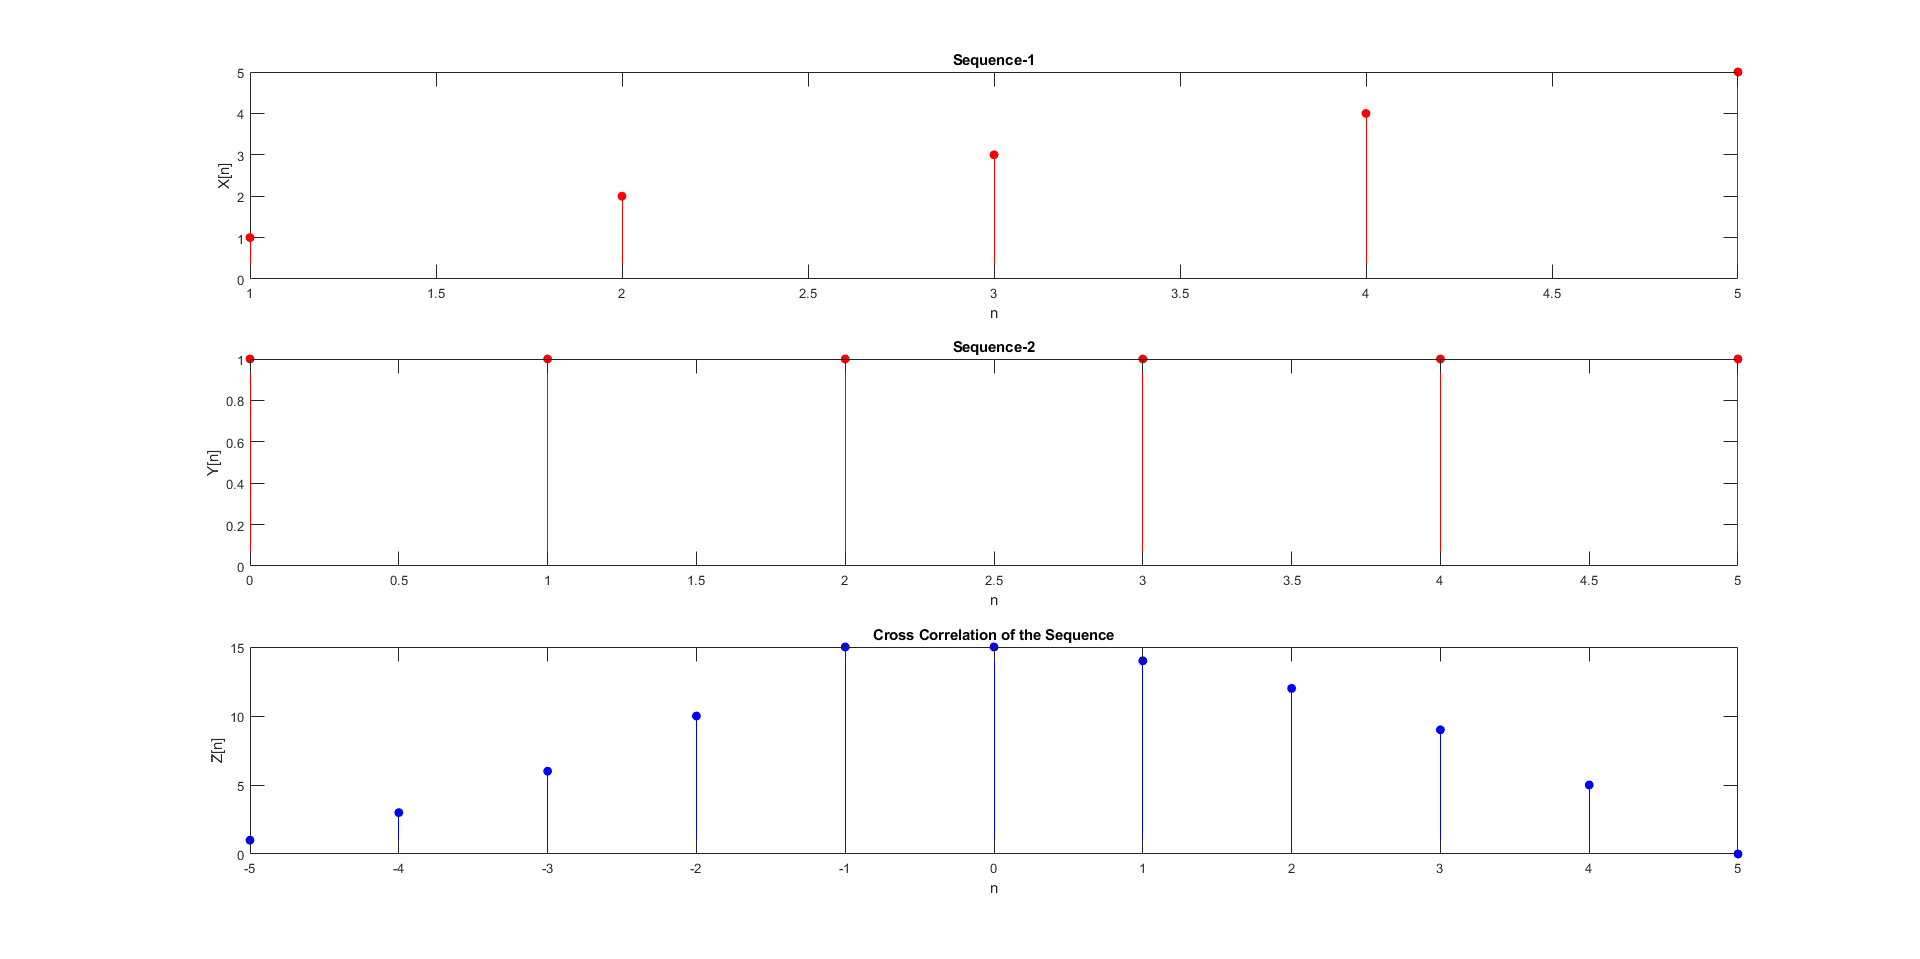 Sequence-1
5
4
3
2
1
0
X[n]
1 1.5 2 2.5 3 3.5 4 4.5 5
n
Sequence-2
1
0.8
0.6
0.4
0.2
0
Y[n]
0 0.5 1 1.5 2 2.5 3 3.5 4 4.5 5
n
Cross Correlation of the Sequence
15
10
5
0
Z[n]
-5 -4 -3 -2 -1 0 1 2 3 4 5
n